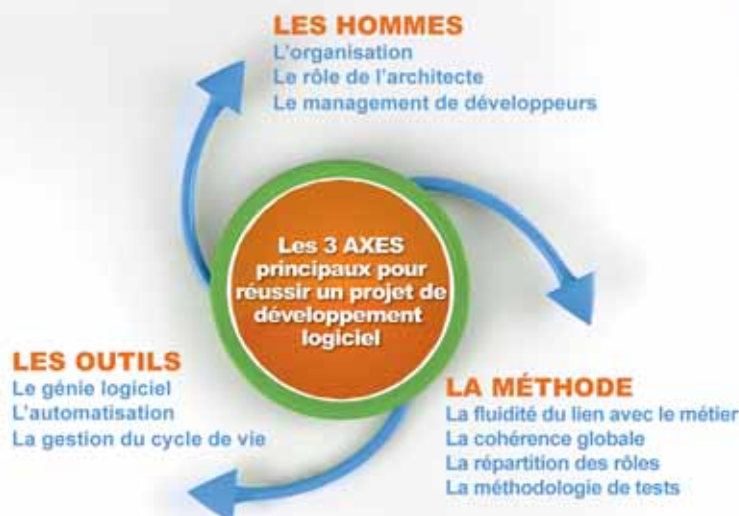 LES HOMMES
L'organisation
Le rôle de l'architecte
Le management de développeurs
Les 3 AXES
principaux pour
réussir un projet de
développement
logiciel
LES OUTILS
Le génie logiciel
L'automatisation
La gestion du cycle de vie
LA MÉTHODE
La fluidité du lien avec le métier
La cohérence globale
La répartition des rôles
La méthodologie de tests